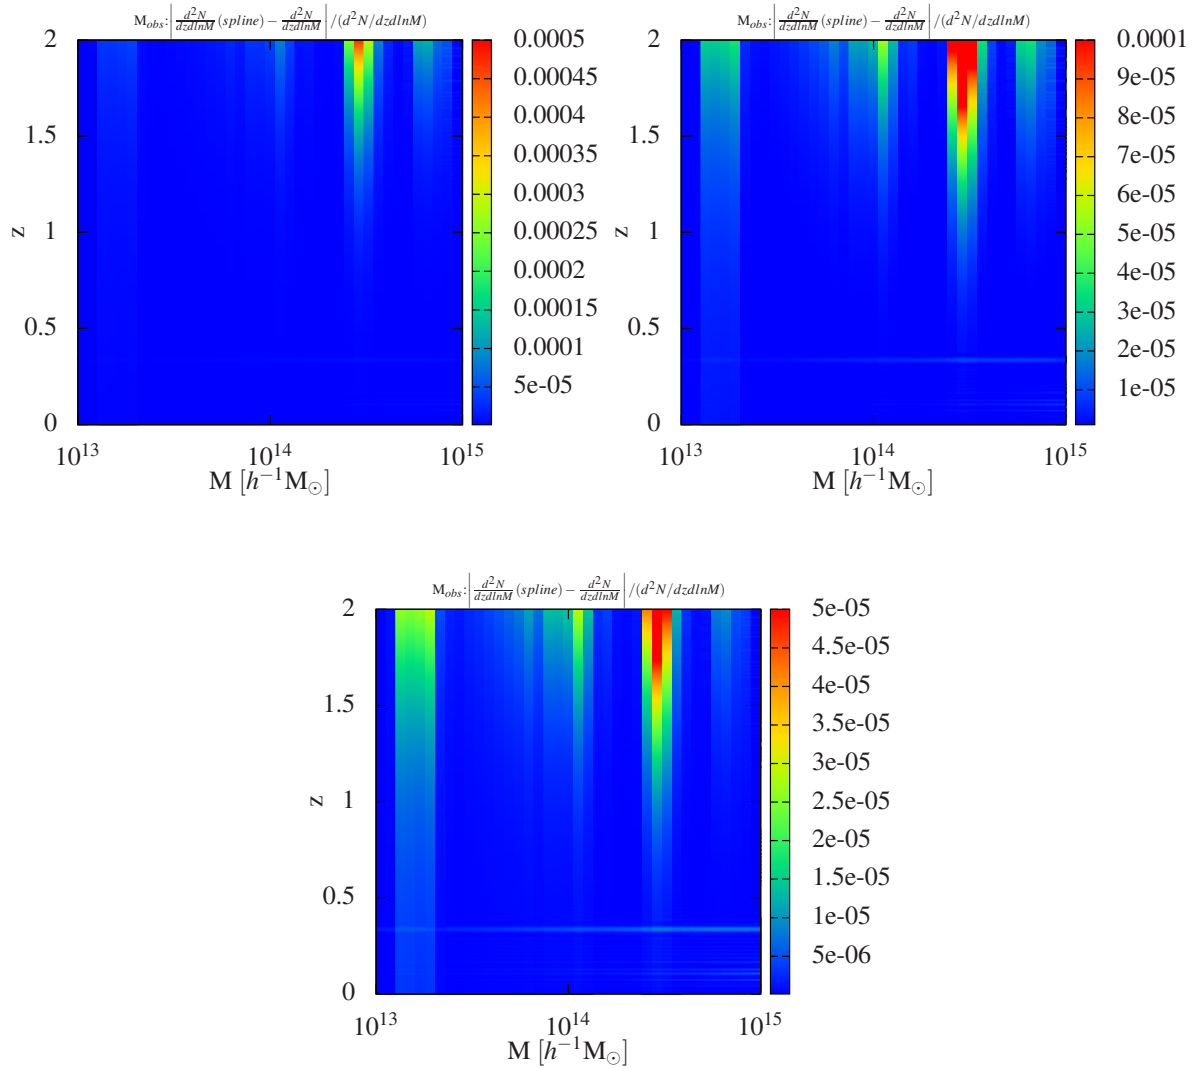 M_obs: |d²N/dzdlnM (spline) − d²N/dzdlnM| /(d²N/dzdlnM)
2
1.5
1
0.5
0
z
10^13 10^14 10^15
M [h^−1 M_⊙]
0.0005
0.00045
0.0004
0.00035
0.0003
0.00025
0.0002
0.00015
0.0001
5e-05
M_obs: |d²N/dzdlnM (spline) − d²N/dzdlnM| /(d²N/dzdlnM)
2
1.5
1
0.5
0
z
10^13 10^14 10^15
M [h^−1 M_⊙]
0.0001
9e-05
8e-05
7e-05
6e-05
5e-05
4e-05
3e-05
2e-05
1e-05
M_obs: |d²N/dzdlnM (spline) − d²N/dzdlnM| /(d²N/dzdlnM)
2
1.5
1
0.5
0
z
10^13 10^14 10^15
M [h^−1 M_⊙]
5e-05
4.5e-05
4e-05
3.5e-05
3e-05
2.5e-05
2e-05
1.5e-05
1e-05
5e-06